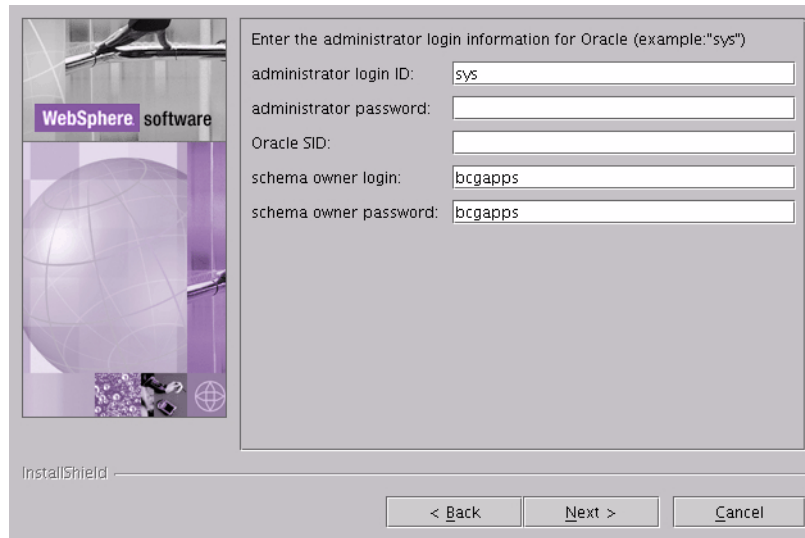 WebSphere software
Enter the administrator login information for Oracle (example:"sys")
administrator login ID: sys
administrator password:
Oracle SID:
schema owner login: bcgapps
schema owner password: bcgapps
InstallShield
< Back Next > Cancel